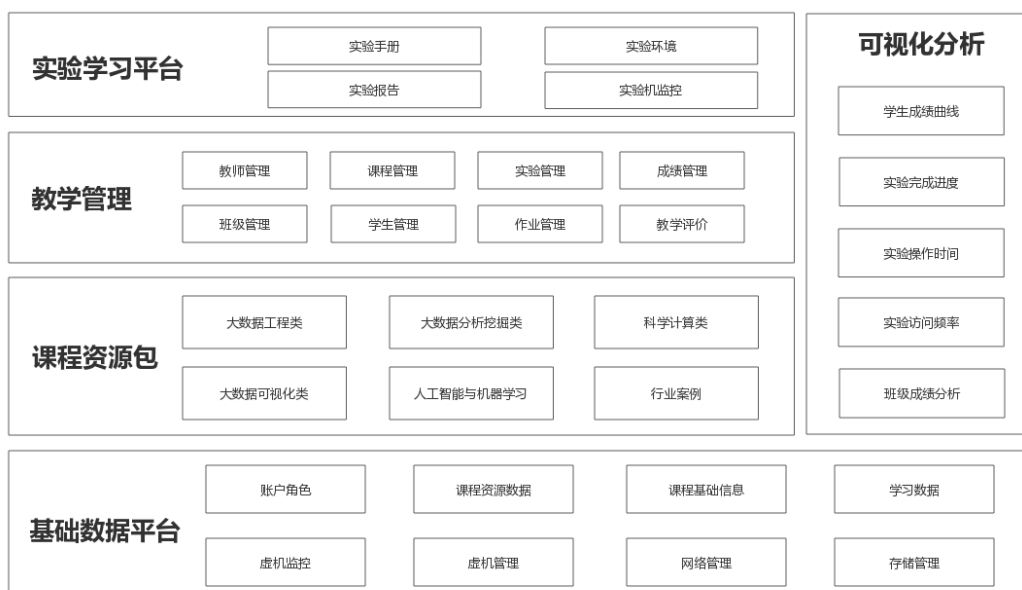 实验学习平台
实验手册
实验环境
实验报告
实验机监控
教学管理
教师管理
课程管理
实验管理
成绩管理
班级管理
学生管理
作业管理
教学评价
课程资源包
大数据工程类
大数据分析挖掘类
科学计算类
大数据可视化类
人工智能与机器学习
行业案例
可视化分析
学生成绩曲线
实验完成进度
实验操作时间
实验访问频率
班级成绩分析
基础数据平台
账户角色
课程资源数据
课程基础信息
学习数据
虚机监控
虚机管理
网络管理
存储管理